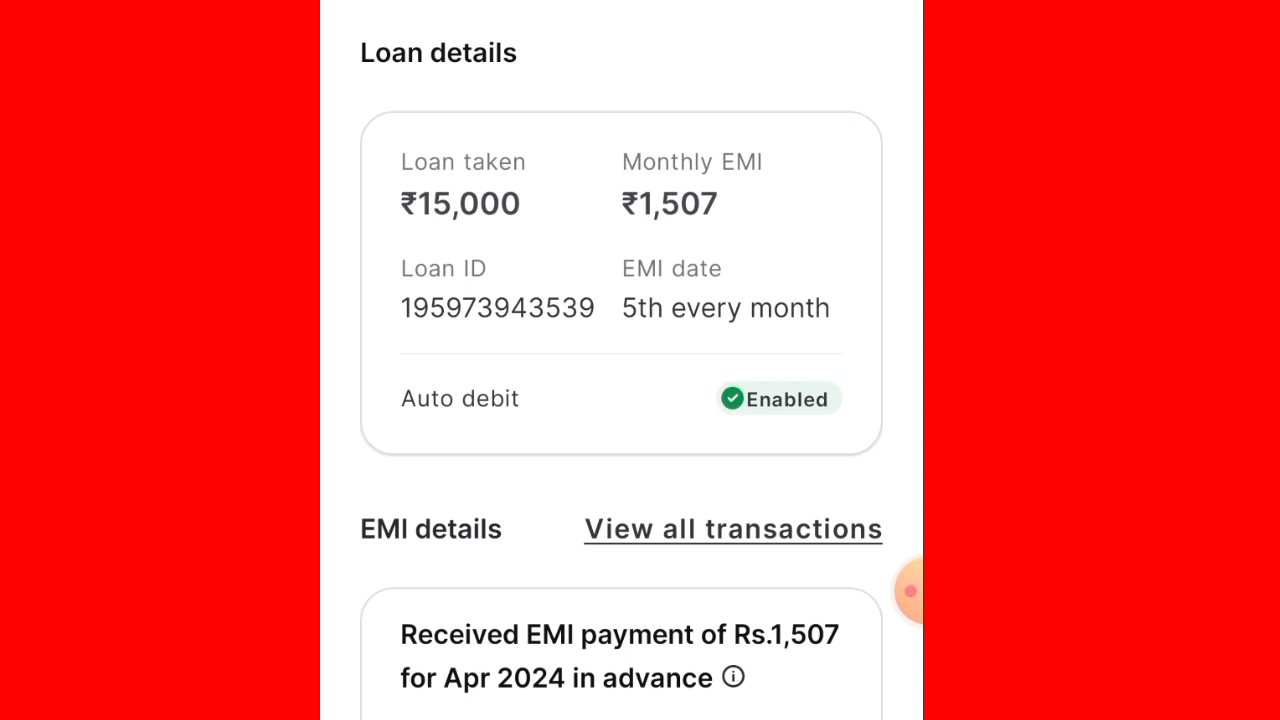 Loan details
Loan taken
Monthly EMI
₹15,000
₹1,507
Loan ID
EMI date
195973943539
5th every month
Auto debit
Enabled
EMI details
View all transactions
Received EMI payment of Rs.1,507
for Apr 2024 in advance